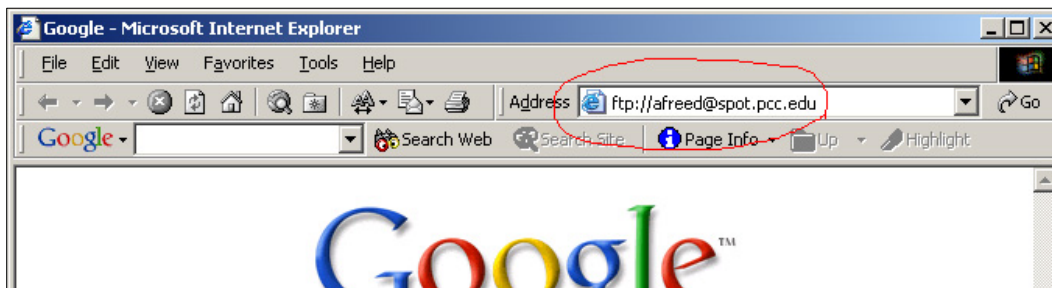 Google - Microsoft Internet Explorer
File Edit View Favorites Tools Help
Address ftp://afreed@spot.pcc.edu Go
Google Search Web Search Site Page Info Up Highlight
Google™